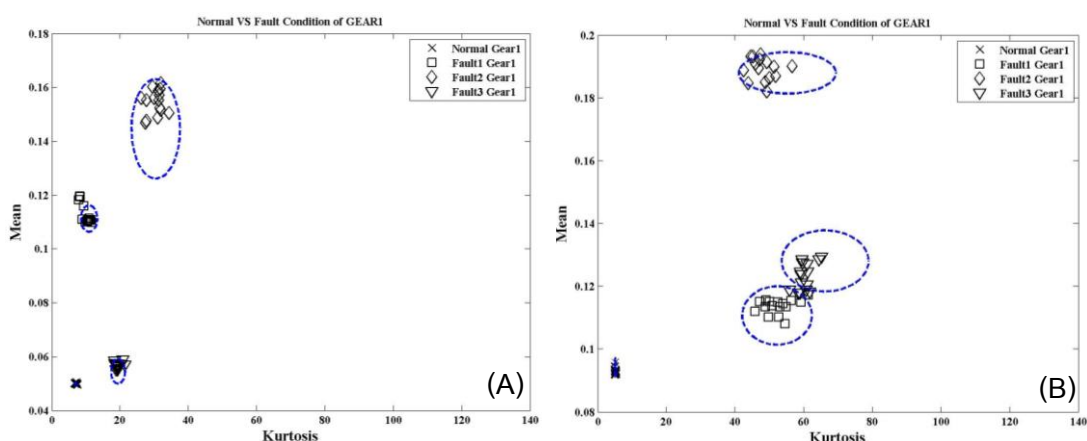 Normal VS Fault Condition of GEAR1
Normal Gear1
Fault1 Gear1
Fault2 Gear1
Fault3 Gear1
0.18
0.16
0.14
0.12
0.1
0.08
0.06
0.04
Mean
0 20 40 60 80 100 120 140
Kurtosis
(A)
Normal VS Fault Condition of GEAR1
Normal Gear1
Fault1 Gear1
Fault2 Gear1
Fault3 Gear1
0.2
0.18
0.16
0.14
0.12
0.1
0.08
Mean
0 20 40 60 80 100 120 140
Kurtosis
(B)